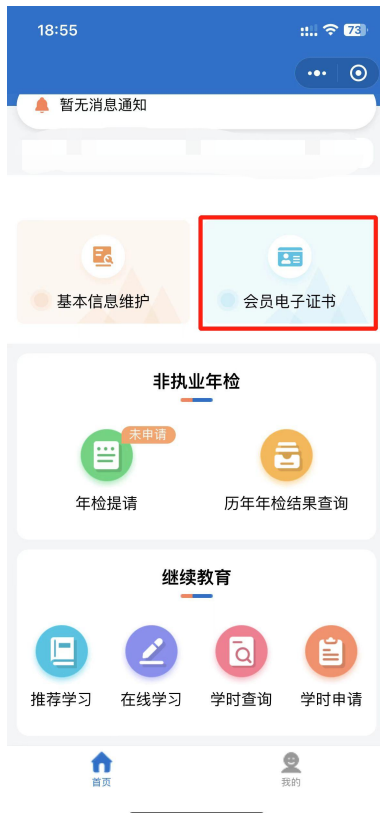 18:55
73
暂无消息通知
基本信息维护
会员电子证书
非执业年检
未申请
年检提请
历年年检结果查询
继续教育
推荐学习
在线学习
学时查询
学时申请
首页
我的